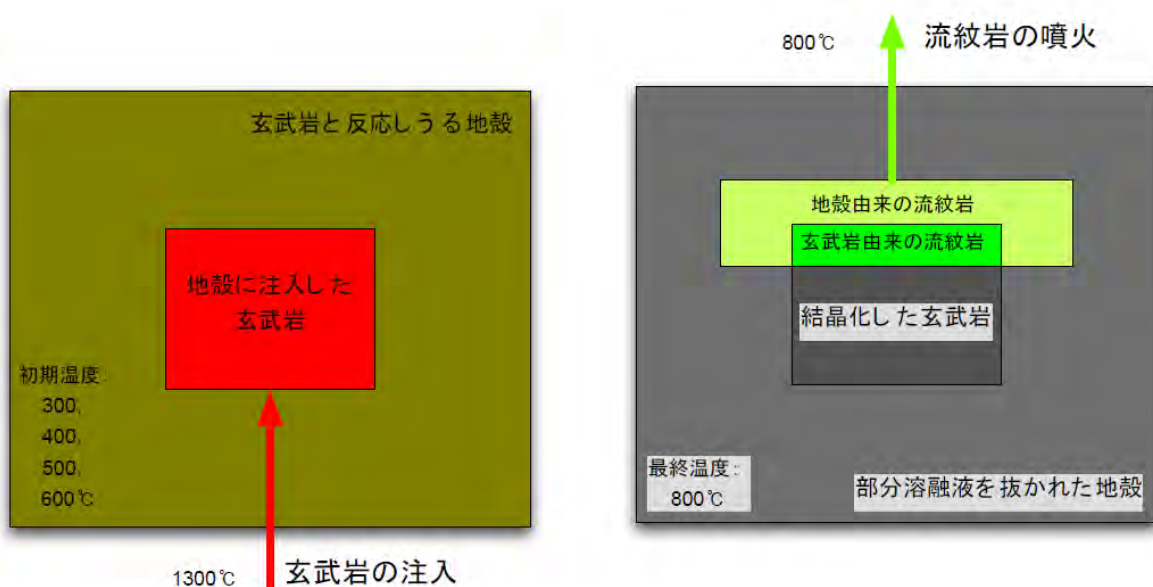 玄武岩と反応しうる地殻
地殻に注入した
玄武岩
初期温度:
300,
400,
500,
600℃
1300℃
玄武岩の注入
800℃
流紋岩の噴火
地殻由来の流紋岩
玄武岩由来の流紋岩
結晶化した玄武岩
最終温度:
800℃
部分溶融液を抜かれた地殻